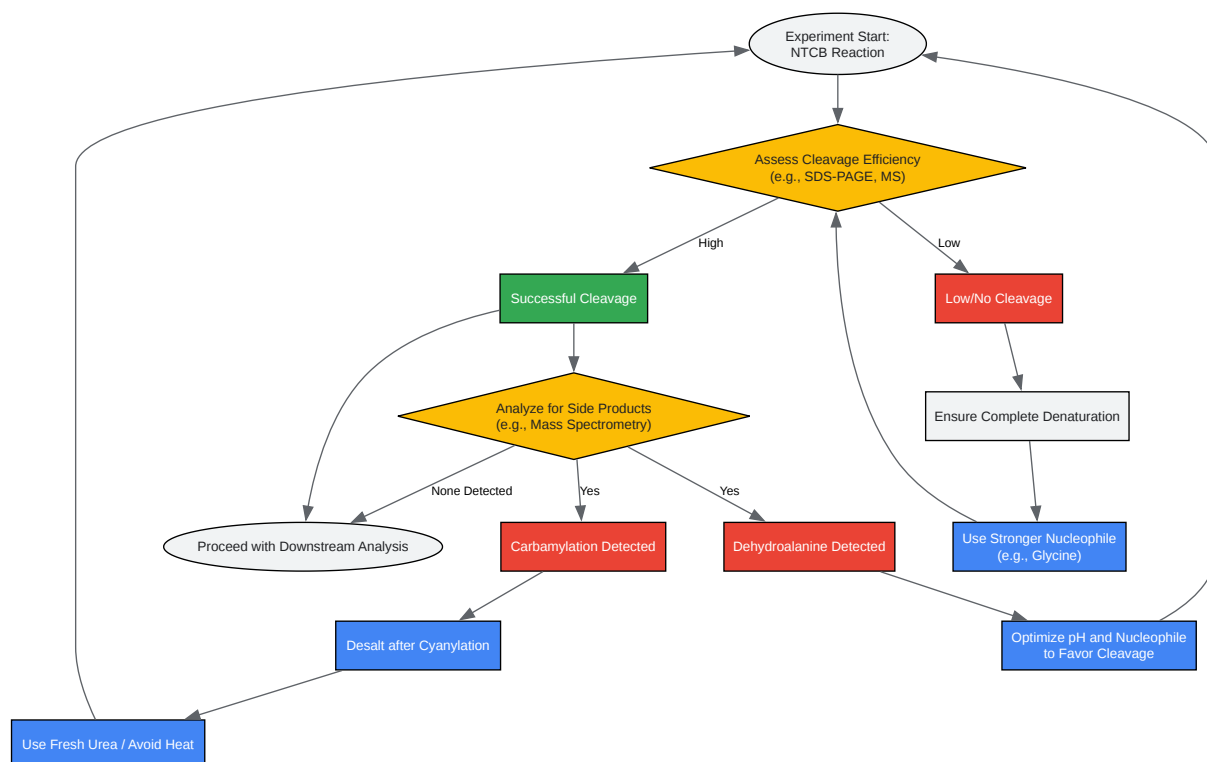 Experiment Start:
NTCB Reaction
Assess Cleavage Efficiency
(e.g., SDS-PAGE, MS)
High
Low
Successful Cleavage
Low/No Cleavage
Analyze for Side Products
(e.g., Mass Spectrometry)
Ensure Complete Denaturation
None Detected
Yes
Yes
Proceed with Downstream Analysis
Carbamylation Detected
Dehydroalanine Detected
Use Stronger Nucleophile
(e.g., Glycine)
Desalt after Cyanylation
Optimize pH and Nucleophile
to Favor Cleavage
Use Fresh Urea / Avoid Heat